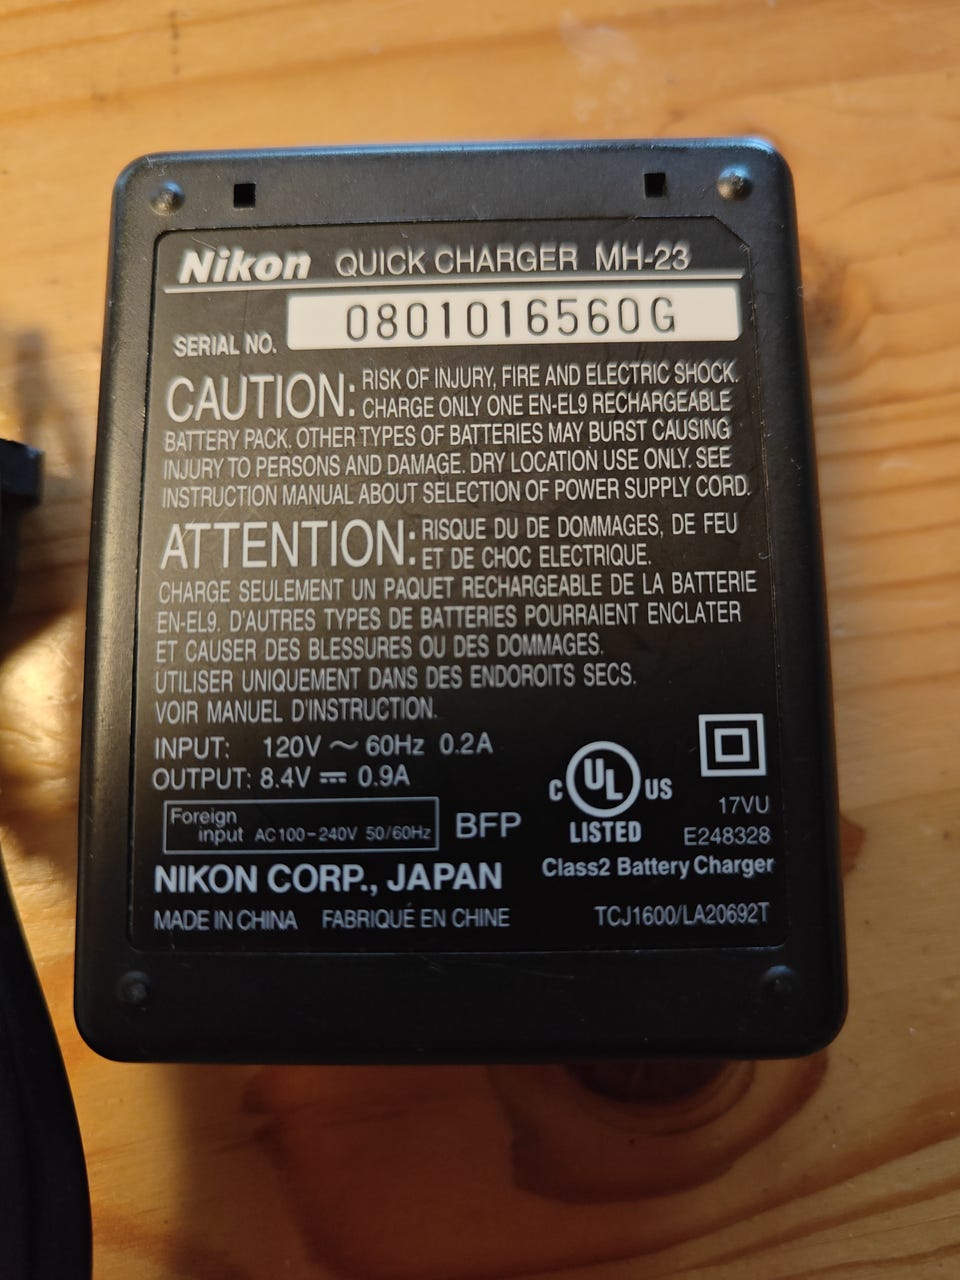 Nikon QUICK CHARGER MH-23
SERIAL NO. 0801016560G
CAUTION: RISK OF INJURY, FIRE AND ELECTRIC SHOCK.
CHARGE ONLY ONE EN-EL9 RECHARGEABLE
BATTERY PACK. OTHER TYPES OF BATTERIES MAY BURST CAUSING
INJURY TO PERSONS AND DAMAGE. DRY LOCATION USE ONLY. SEE
INSTRUCTION MANUAL ABOUT SELECTION OF POWER SUPPLY CORD.
ATTENTION: RISQUE DU DE DOMMAGES, DE FEU
ET DE CHOC ELECTRIQUE.
CHARGE SEULEMENT UN PAQUET RECHARGEABLE DE LA BATTERIE
EN-EL9. D'AUTRES TYPES DE BATTERIES POURRAIENT ENCLATER
ET CAUSER DES BLESSURES OU DES DOMMAGES.
UTILISER UNIQUEMENT DANS DES ENDOROITS SECS.
VOIR MANUEL D'INSTRUCTION.
INPUT: 120V ~ 60Hz 0.2A
OUTPUT: 8.4V ⎓ 0.9A
Foreign
input AC100-240V 50/60Hz
BFP
C UL US
LISTED
17VU
E248328
Class2 Battery Charger
NIKON CORP., JAPAN
MADE IN CHINA FABRIQUE EN CHINE
TCJ1600/LA20692T